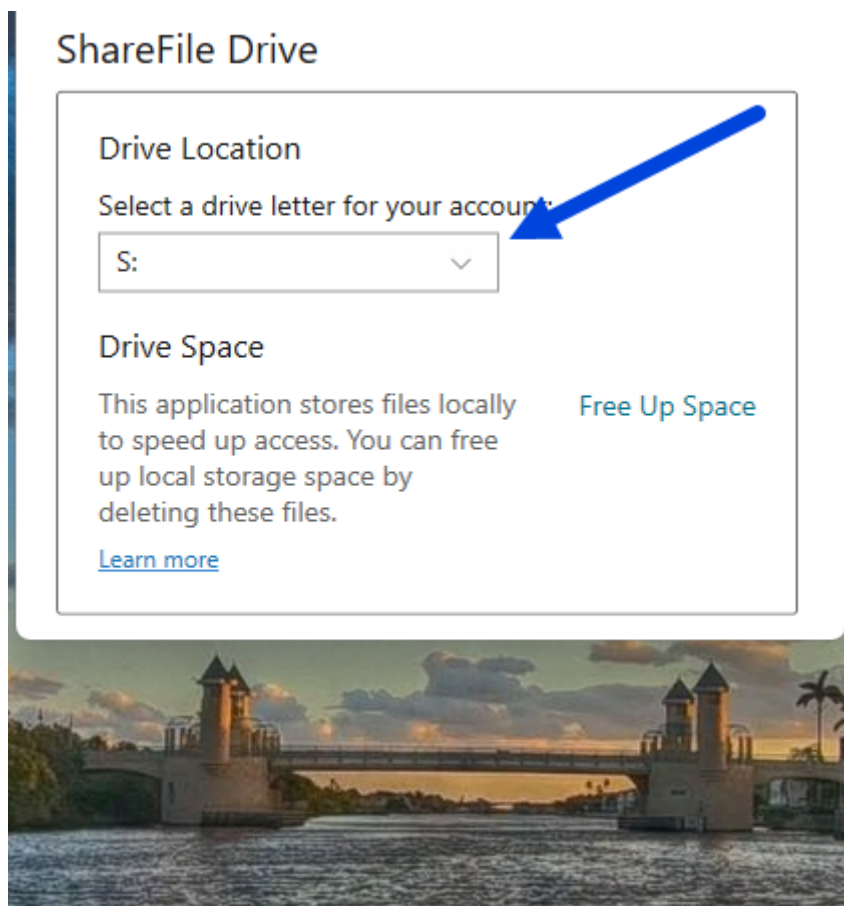 ShareFile Drive
Drive Location
Select a drive letter for your account:
S:
Drive Space
This application stores files locally
to speed up access. You can free
up local storage space by
deleting these files.
Free Up Space
Learn more